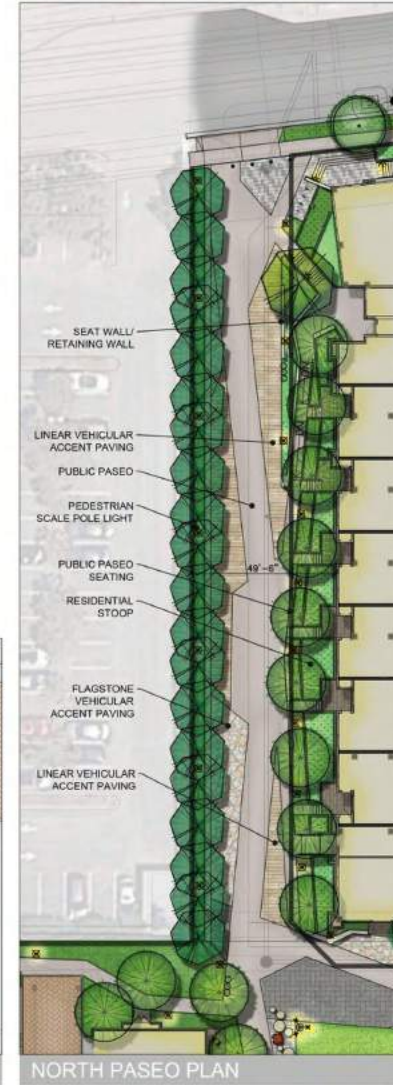 SEAT WALL/
RETAINING WALL
LINEAR VEHICULAR
ACCENT PAVING
PUBLIC PASEO
PEDESTRIAN
SCALE POLE LIGHT
49'-6"
PUBLIC PASEO
SEATING
RESIDENTIAL
STOOP
FLAGSTONE
VEHICULAR
ACCENT PAVING
LINEAR VEHICULAR
ACCENT PAVING
NORTH PASEO PLAN